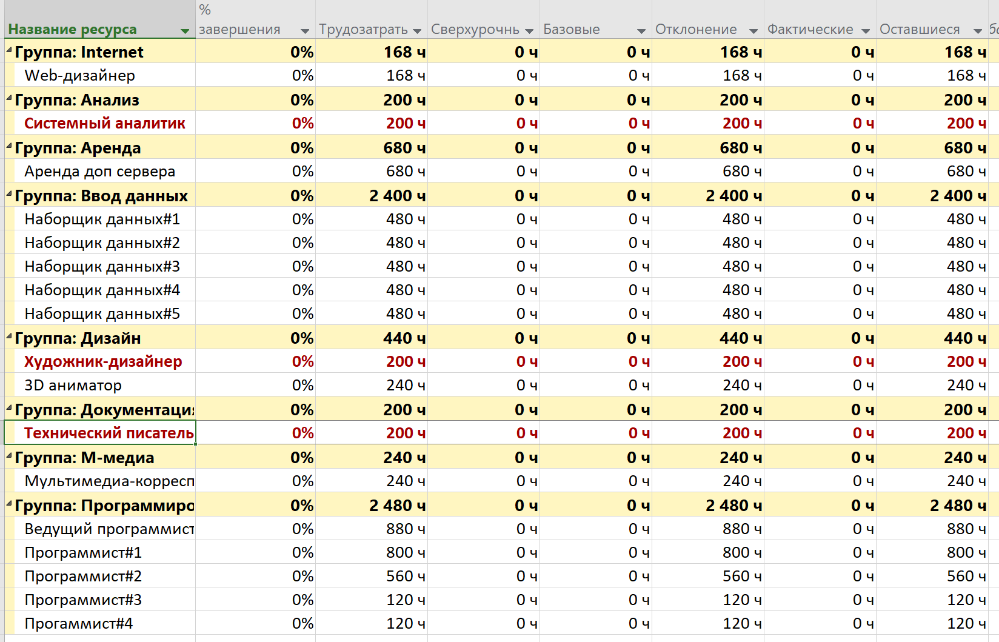 Название ресурса % завершения Трудозатрать Сверхурочнь Базовые Отклонение Фактические Оставшиеся
Группа: Internet 0% 168 ч 0 ч 0 ч 168 ч 0 ч 168 ч
Web-дизайнер 0% 168 ч 0 ч 0 ч 168 ч 0 ч 168 ч
Группа: Анализ 0% 200 ч 0 ч 0 ч 200 ч 0 ч 200 ч
Системный аналитик 0% 200 ч 0 ч 0 ч 200 ч 0 ч 200 ч
Группа: Аренда 0% 680 ч 0 ч 0 ч 680 ч 0 ч 680 ч
Аренда доп сервера 0% 680 ч 0 ч 0 ч 680 ч 0 ч 680 ч
Группа: Ввод данных 0% 2 400 ч 0 ч 0 ч 2 400 ч 0 ч 2 400 ч
Наборщик данных#1 0% 480 ч 0 ч 0 ч 480 ч 0 ч 480 ч
Наборщик данных#2 0% 480 ч 0 ч 0 ч 480 ч 0 ч 480 ч
Наборщик данных#3 0% 480 ч 0 ч 0 ч 480 ч 0 ч 480 ч
Наборщик данных#4 0% 480 ч 0 ч 0 ч 480 ч 0 ч 480 ч
Наборщик данных#5 0% 480 ч 0 ч 0 ч 480 ч 0 ч 480 ч
Группа: Дизайн 0% 440 ч 0 ч 0 ч 440 ч 0 ч 440 ч
Художник-дизайнер 0% 200 ч 0 ч 0 ч 200 ч 0 ч 200 ч
3D аниматор 0% 240 ч 0 ч 0 ч 240 ч 0 ч 240 ч
Группа: Документация 0% 200 ч 0 ч 0 ч 200 ч 0 ч 200 ч
Технический писатель 0% 200 ч 0 ч 0 ч 200 ч 0 ч 200 ч
Группа: М-медиа 0% 240 ч 0 ч 0 ч 240 ч 0 ч 240 ч
Мультимедиа-корресп 0% 240 ч 0 ч 0 ч 240 ч 0 ч 240 ч
Группа: Программиро 0% 2 480 ч 0 ч 0 ч 2 480 ч 0 ч 2 480 ч
Ведущий программист 0% 880 ч 0 ч 0 ч 880 ч 0 ч 880 ч
Программист#1 0% 800 ч 0 ч 0 ч 800 ч 0 ч 800 ч
Программист#2 0% 560 ч 0 ч 0 ч 560 ч 0 ч 560 ч
Программист#3 0% 120 ч 0 ч 0 ч 120 ч 0 ч 120 ч
Прогаммист#4 0% 120 ч 0 ч 0 ч 120 ч 0 ч 120 ч